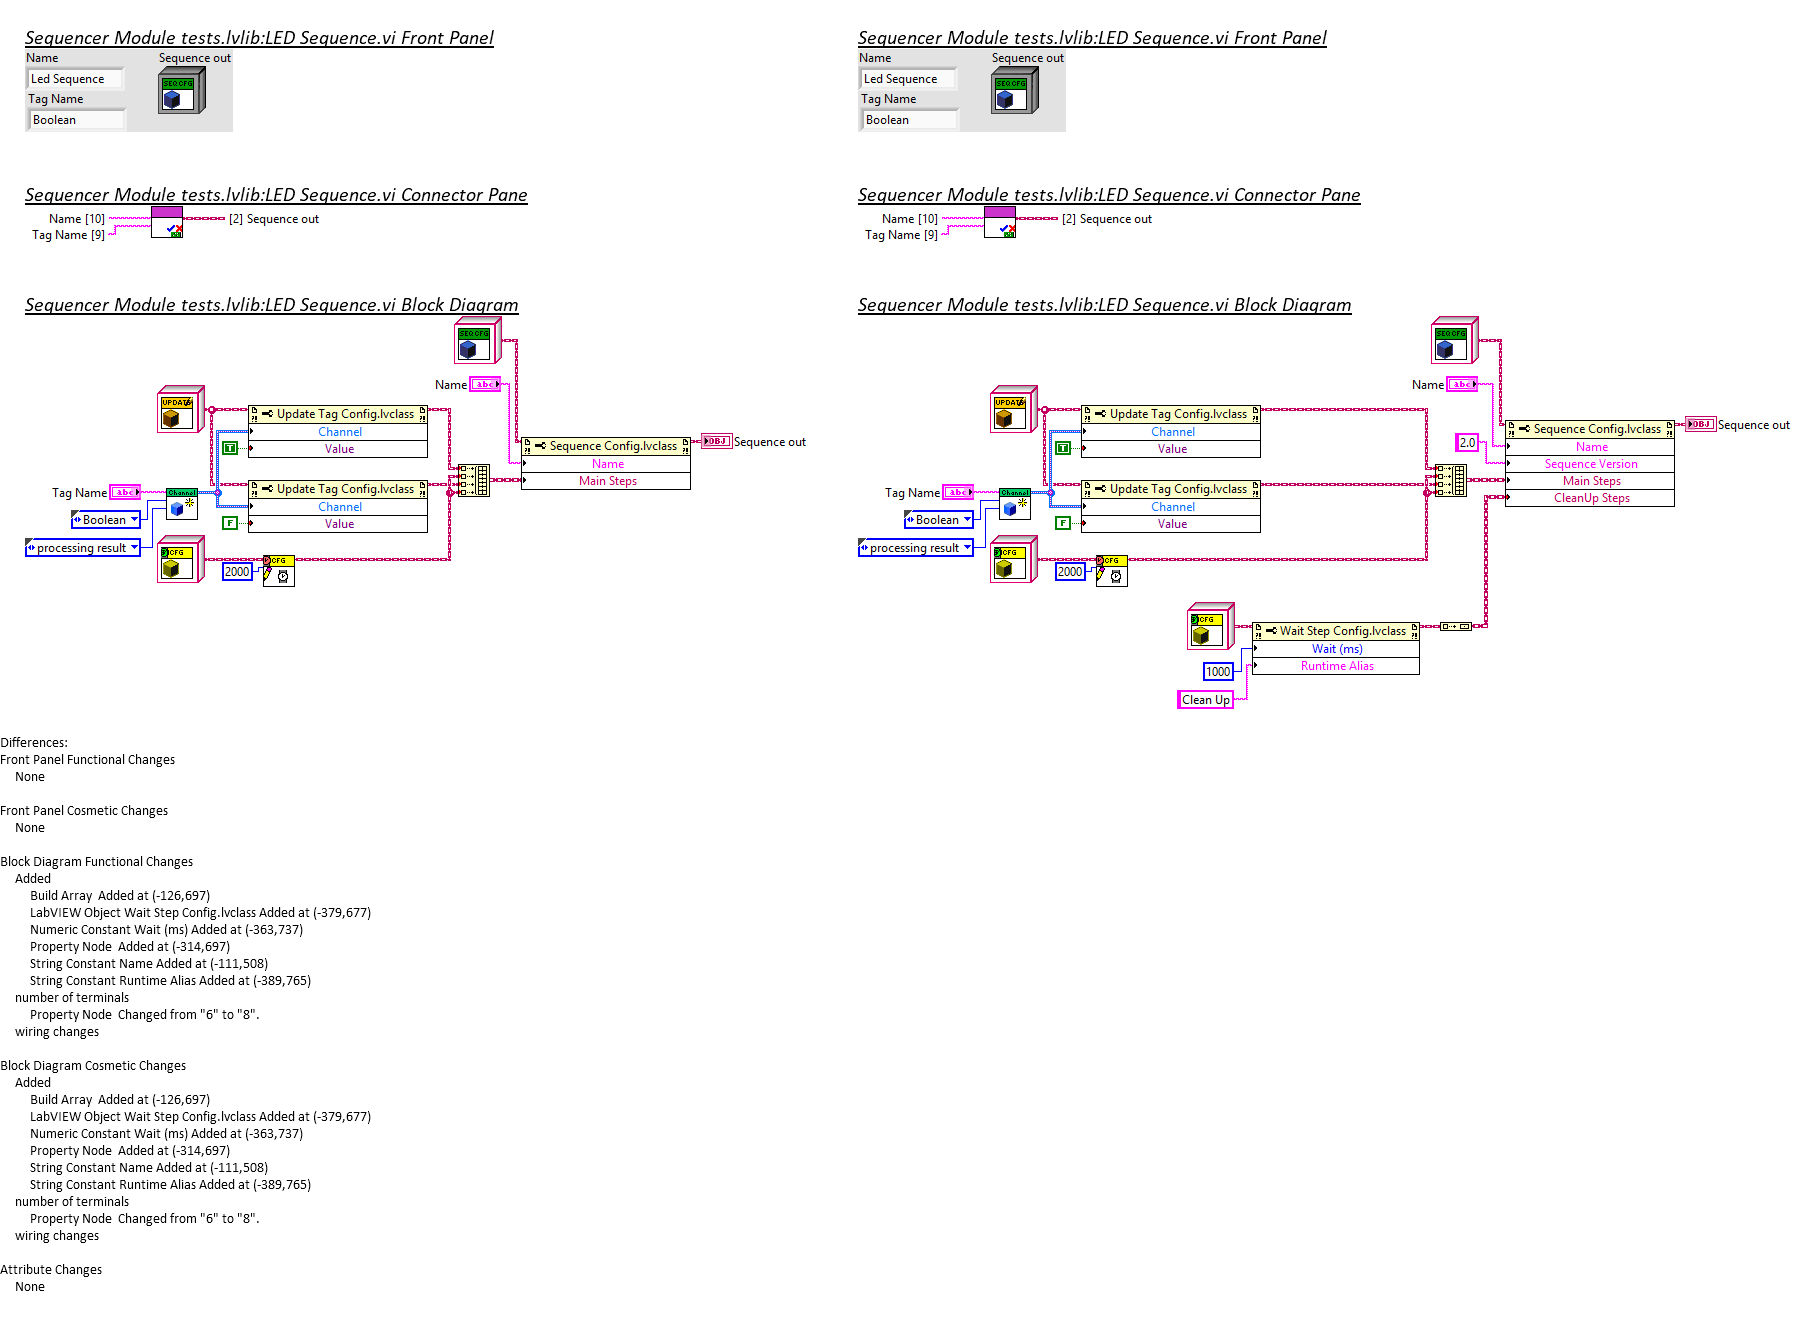 Sequencer Module tests.lvlib:LED Sequence.vi Front Panel
Name
Sequence out
Led Sequence
SEQ CFG
Tag Name
Boolean
Sequencer Module tests.lvlib:LED Sequence.vi Connector Pane
Name [10]
[2] Sequence out
Tag Name [9]
Sequencer Module tests.lvlib:LED Sequence.vi Block Diagram
SEQ CFG
Name
abc
UPDATE
Update Tag Config.lvclass
Channel
T
Value
Sequence Config.lvclass
OBJ
Sequence out
Name
Main Steps
Tag Name
abc
Channel
Update Tag Config.lvclass
Channel
F
Value
Boolean
processing result
CFG
2000
CFG
Sequencer Module tests.lvlib:LED Sequence.vi Front Panel
Name
Sequence out
Led Sequence
SEQ CFG
Tag Name
Boolean
Sequencer Module tests.lvlib:LED Sequence.vi Connector Pane
Name [10]
[2] Sequence out
Tag Name [9]
Sequencer Module tests.lvlib:LED Sequence.vi Block Diagram
SEQ CFG
Name
abc
UPDATE
Update Tag Config.lvclass
Channel
T
Value
2.0
Sequence Config.lvclass
OBJ
Sequence out
Name
Sequence Version
Main Steps
CleanUp Steps
Tag Name
abc
Channel
Update Tag Config.lvclass
Channel
F
Value
Boolean
processing result
CFG
2000
CFG
CFG
Wait Step Config.lvclass
Wait (ms)
Runtime Alias
1000
Clean Up
Differences:
Front Panel Functional Changes
None
Front Panel Cosmetic Changes
None
Block Diagram Functional Changes
Added
Build Array  Added at (-126,697)
LabVIEW Object Wait Step Config.lvclass Added at (-379,677)
Numeric Constant Wait (ms) Added at (-363,737)
Property Node  Added at (-314,697)
String Constant Name Added at (-111,508)
String Constant Runtime Alias Added at (-389,765)
number of terminals
Property Node  Changed from "6" to "8".
wiring changes
Block Diagram Cosmetic Changes
Added
Build Array  Added at (-126,697)
LabVIEW Object Wait Step Config.lvclass Added at (-379,677)
Numeric Constant Wait (ms) Added at (-363,737)
Property Node  Added at (-314,697)
String Constant Name Added at (-111,508)
String Constant Runtime Alias Added at (-389,765)
number of terminals
Property Node  Changed from "6" to "8".
wiring changes
Attribute Changes
None